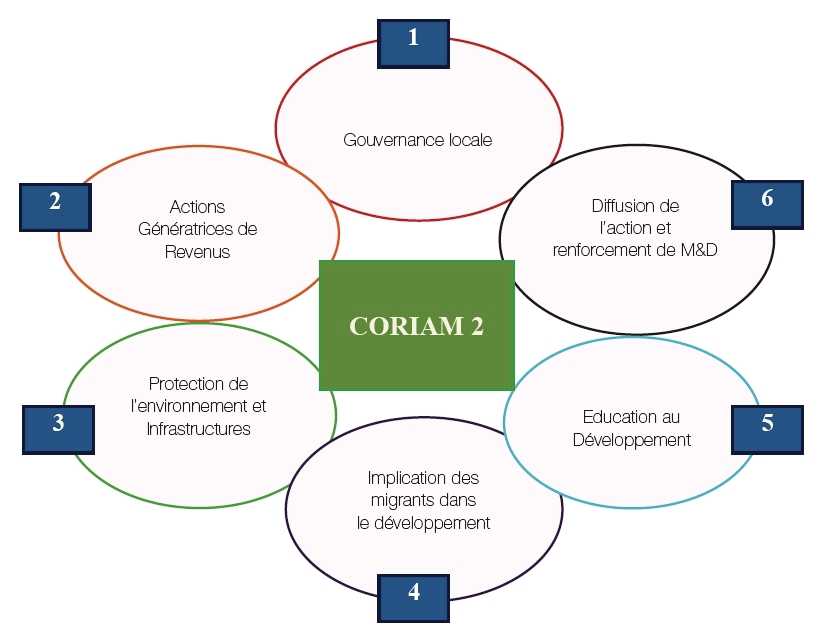 1
Gouvernance locale
2
Actions
Génératrices de
Revenus
3
Protection de
l'environnement et
Infrastructures
4
Implication des
migrants dans
le développement
5
Education au
Développement
6
Diffusion de
l'action et
renforcement de M&D
CORIAM 2